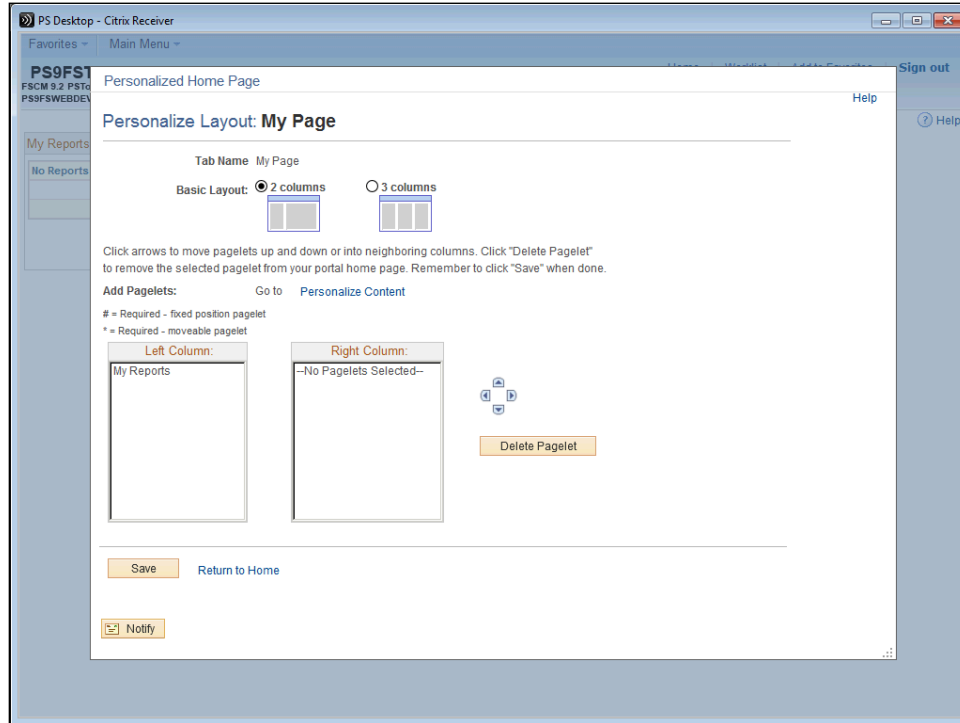 PS Desktop - Citrix Receiver
Favorites Main Menu
PS9FST
Home Worklist Add to Favorites Sign out
FSCM 9.2
PS9FSWEBDEV
Personalized Home Page
Help
Help
Personalize Layout: My Page
My Reports
No Reports
Tab Name My Page
Basic Layout: 2 columns 3 columns
Click arrows to move pagelets up and down or into neighboring columns. Click "Delete Pagelet"
to remove the selected pagelet from your portal home page. Remember to click "Save" when done.
Add Pagelets: Go to Personalize Content
# = Required - fixed position pagelet
* = Required - moveable pagelet
Left Column: Right Column:
My Reports --No Pagelets Selected--
Delete Pagelet
Save Return to Home
Notify